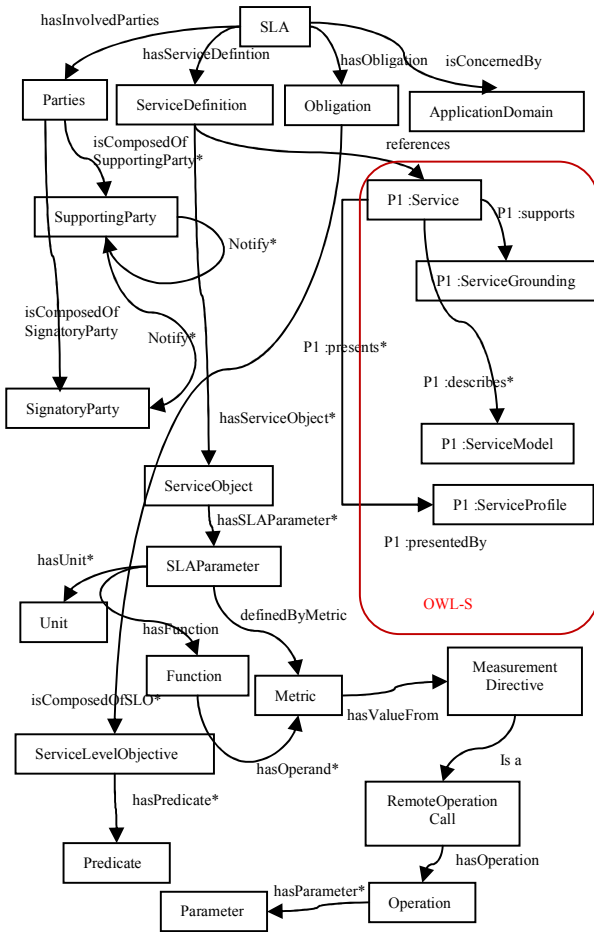 SLA
hasInvolvedParties
hasServiceDefintion
hasObligation
isConcernedBy
Parties
ServiceDefinition
Obligation
ApplicationDomain
isComposedOf
SupportingParty*
references
SupportingParty
P1 :Service
P1 :supports
Notify*
P1 :ServiceGrounding
isComposedOf
SignatoryParty
Notify*
P1 :presents*
P1 :describes*
SignatoryParty
hasServiceObject*
P1 :ServiceModel
ServiceObject
P1 :ServiceProfile
hasSLAParameter*
P1 :presentedBy
hasUnit*
SLAParameter
OWL-S
Unit
hasFunction
definedByMetric
Function
Metric
Measurement
Directive
isComposedOfSLO*
hasValueFrom
ServiceLevelObjective
hasOperand*
Is a
hasPredicate*
RemoteOperation
Call
Predicate
hasOperation
hasParameter*
Parameter
Operation